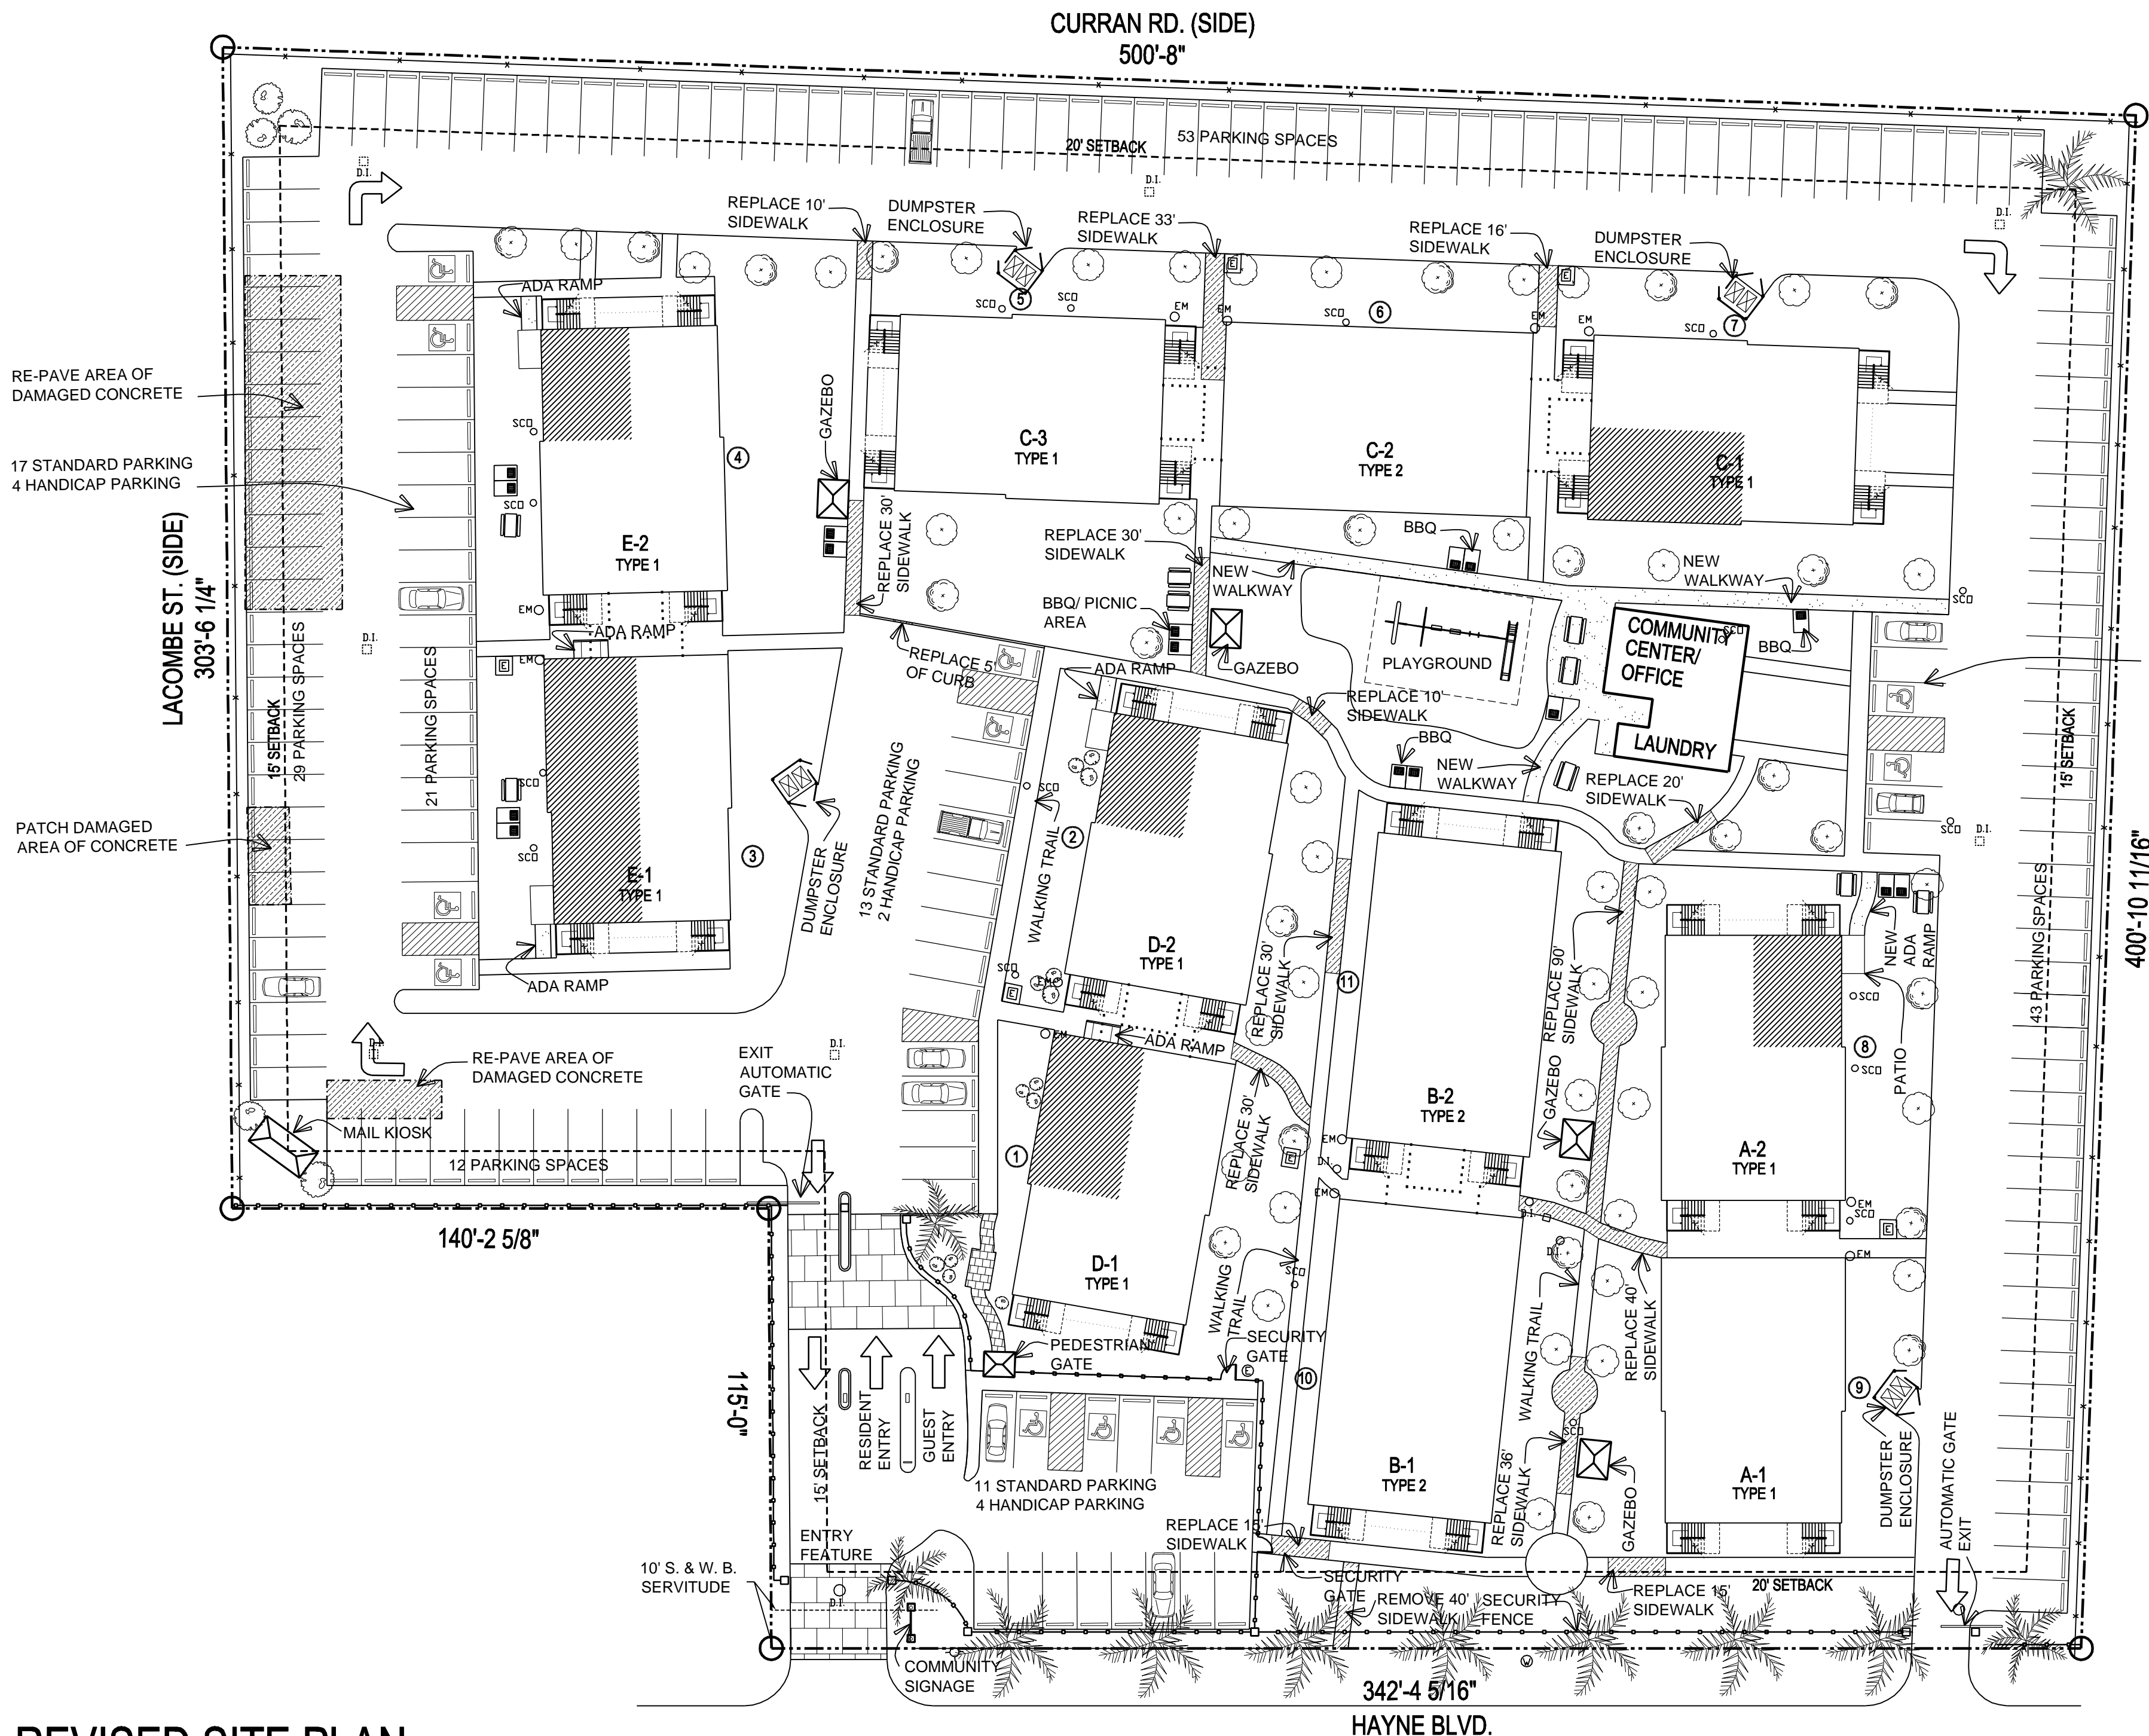 CURRAN RD. (SIDE)
500'-8"
20' SETBACK
53 PARKING SPACES
D.I.
D.I.
D.I.
REPLACE 10'
SIDEWALK
DUMPSTER
ENCLOSURE
REPLACE 33'
SIDEWALK
REPLACE 16'
SIDEWALK
DUMPSTER
ENCLOSURE
ADA RAMP
SCO
5
SCO
EM
E
EM
SCO
6
EM
E
EM
SCO
7
RE-PAVE AREA OF
DAMAGED CONCRETE
GAZEBO
SCO
4
C-3
TYPE 1
C-2
TYPE 2
C-1
TYPE 1
17 STANDARD PARKING
4 HANDICAP PARKING
SCO
LACOMBE ST. (SIDE)
303'-6 1/4"
E-2
TYPE 1
REPLACE 30'
SIDEWALK
REPLACE 30'
SIDEWALK
BBQ
NEW
WALKWAY
NEW
WALKWAY
BBQ/ PICNIC
AREA
EM
ADA RAMP
E
EM
D.I.
SCO
COMMUNITY
CENTER/
OFFICE
SCO
BBQ
PLAYGROUND
GAZEBO
REPLACE 5'
OF CURB
ADA RAMP
REPLACE 10'
SIDEWALK
LAUNDRY
15' SETBACK
29 PARKING SPACES
21 PARKING SPACES
BBQ
NEW
WALKWAY
REPLACE 20'
SIDEWALK
15' SETBACK
43 PARKING SPACES
400'-10 11/16"
SCO
D.I.
PATCH DAMAGED
AREA OF CONCRETE
SCO
SCO
E-1
TYPE 1
3
DUMPSTER
ENCLOSURE
13 STANDARD PARKING
2 HANDICAP PARKING
SCO
WALKING TRAIL
2
D-2
TYPE 1
SCO
EM
E
ADA RAMP
REPLACE 30'
SIDEWALK
11
REPLACE 90'
SIDEWALK
NEW
ADA
RAMP
SCO
PATIO
8
SCO
D.I.
RE-PAVE AREA OF
DAMAGED CONCRETE
EXIT
AUTOMATIC
GATE
D.I.
EM
ADA RAMP
REPLACE 30'
SIDEWALK
B-2
TYPE 2
GAZEBO
A-2
TYPE 1
MAIL KIOSK
12 PARKING SPACES
1
EM
E
D.I.
EM
D.I.
D.I.
EM
SCO
E
EM
140'-2 5/8"
D-1
TYPE 1
WALKING
TRAIL
SCO
WALKING TRAIL
REPLACE 40'
SIDEWALK
PEDESTRIAN
GATE
SECURITY
GATE
E
10
9
115'-0"
15' SETBACK
RESIDENT
ENTRY
GUEST
ENTRY
11 STANDARD PARKING
4 HANDICAP PARKING
B-1
TYPE 2
SCO
REPLACE 36'
SIDEWALK
GAZEBO
A-1
TYPE 1
DUMPSTER
ENCLOSURE
AUTOMATIC GATE
EXIT
ENTRY
FEATURE
REPLACE 15'
SIDEWALK
10' S. & W. B.
SERVITUDE
D.I.
SECURITY
GATE
REMOVE 40'
SIDEWALK
SECURITY
FENCE
REPLACE 15'
SIDEWALK
20' SETBACK
COMMUNITY
SIGNAGE
W
342'-4 5/16"
HAYNE BLVD.
REVISED SITE PLAN